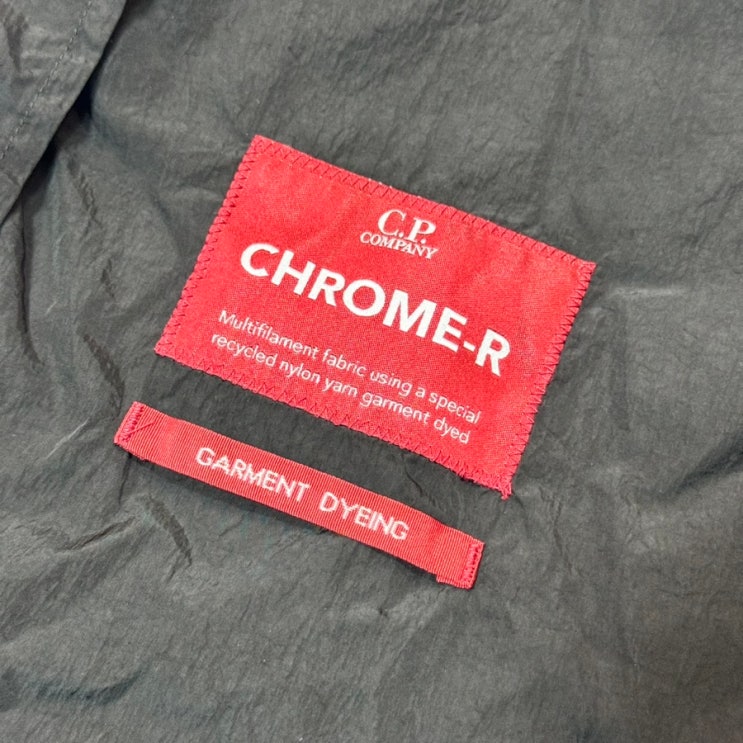 C.P.
COMPANY
CHROME-R
Multifilament fabric using a special
recycled nylon yarn garment dyed
GARMENT DYEING